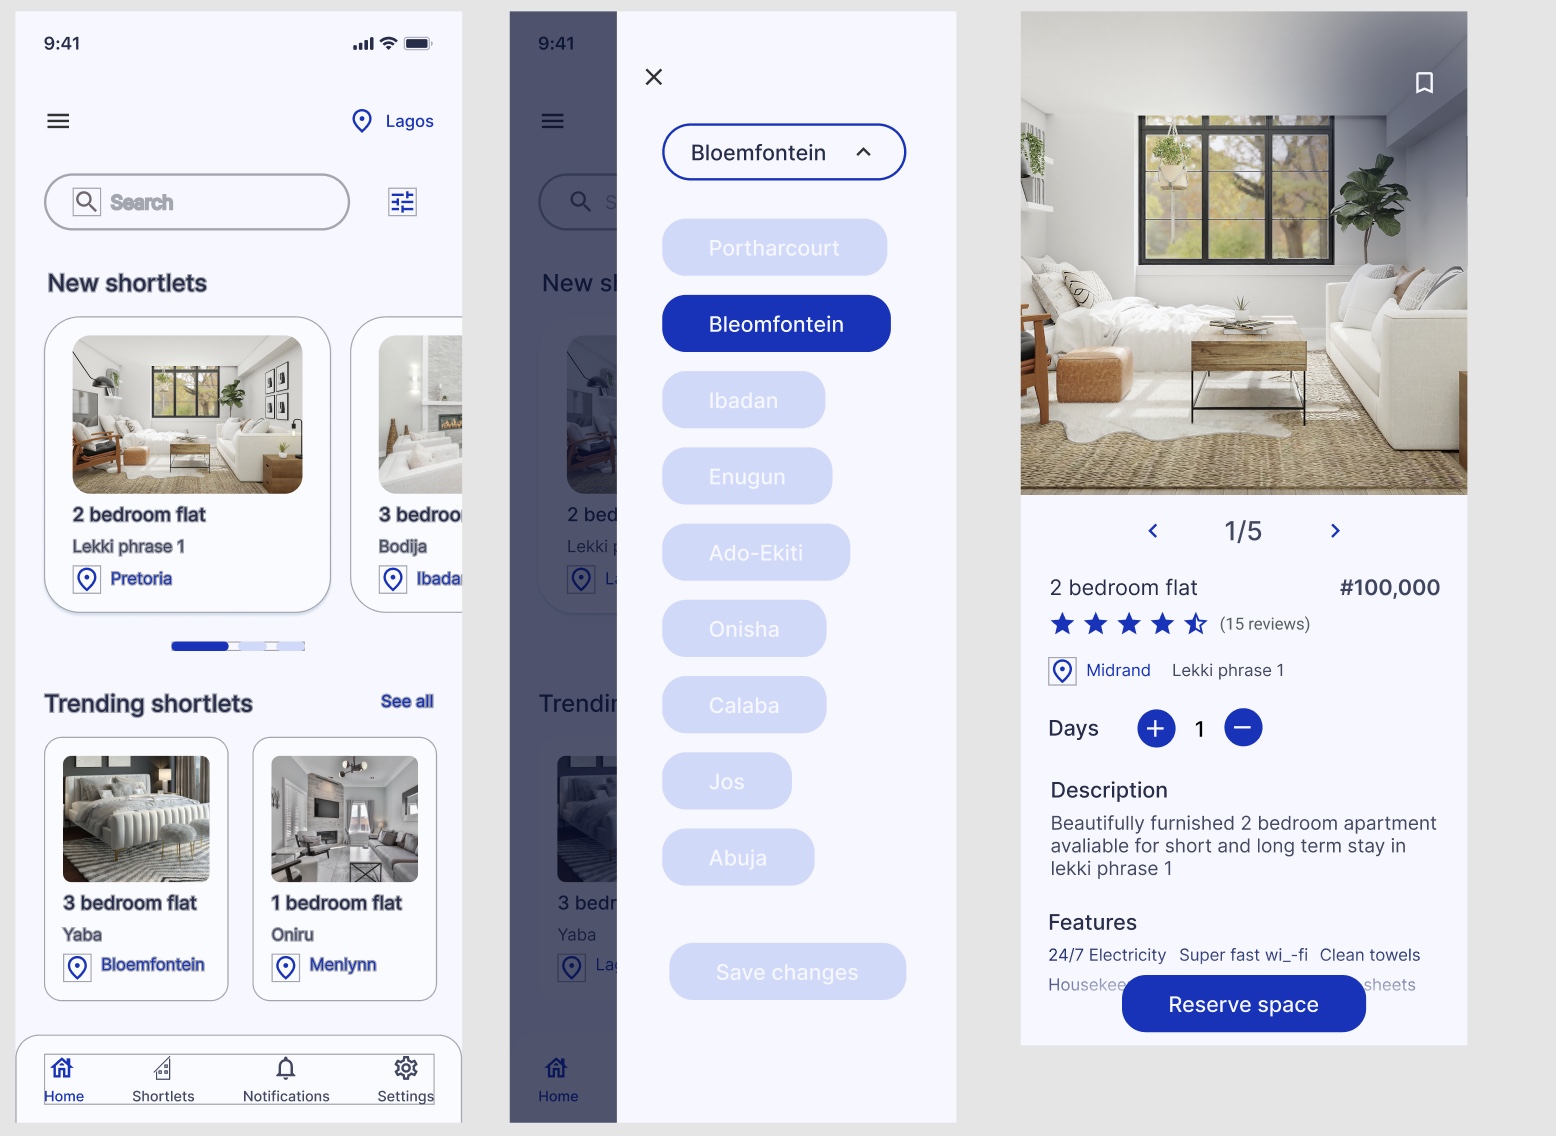 9:41
Lagos
Search
New shortlets
2 bedroom flat
Lekki phrase 1
Pretoria
3 bedroo
Bodija
Ibada
Trending shortlets
See all
3 bedroom flat
Yaba
Bloemfontein
1 bedroom flat
Oniru
Menlynn
Home
Shortlets
Notifications
Settings
9:41
S
New sl
2 bed
Lekki p
L
Trendin
3 bedr
Yaba
Lag
Home
Bloemfontein
Portharcourt
Bleomfontein
Ibadan
Enugun
Ado-Ekiti
Onisha
Calaba
Jos
Abuja
Save changes
1/5
2 bedroom flat
#100,000
(15 reviews)
Midrand Lekki phrase 1
Days
1
Description
Beautifully furnished 2 bedroom apartment
avaliable for short and long term stay in
lekki phrase 1
Features
24/7 Electricity Super fast wi_-fi Clean towels
Housekee sheets
Reserve space